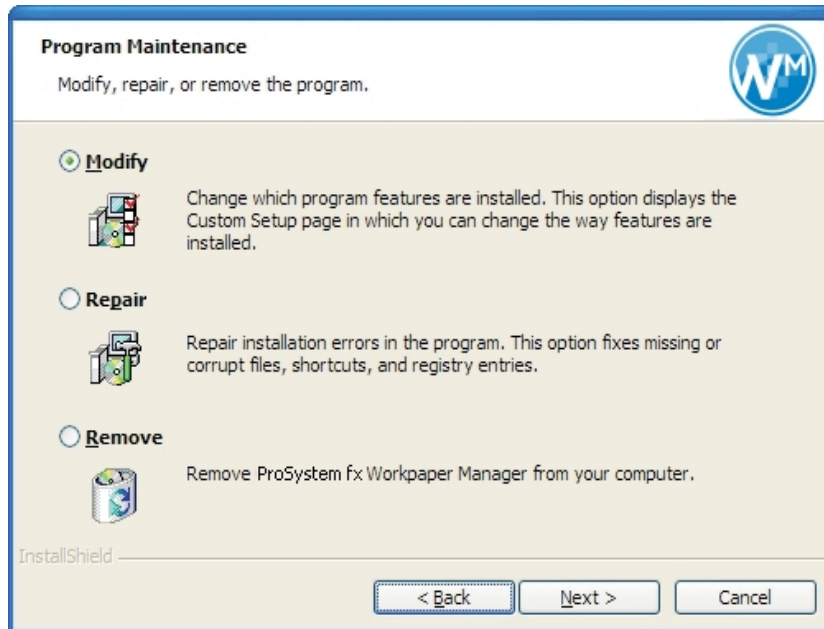 Program Maintenance
Modify, repair, or remove the program.
WM
Modify
Change which program features are installed. This option displays the
Custom Setup page in which you can change the way features are
installed.
Repair
Repair installation errors in the program. This option fixes missing or
corrupt files, shortcuts, and registry entries.
Remove
Remove ProSystem fx Workpaper Manager from your computer.
InstallShield
< Back
Next >
Cancel